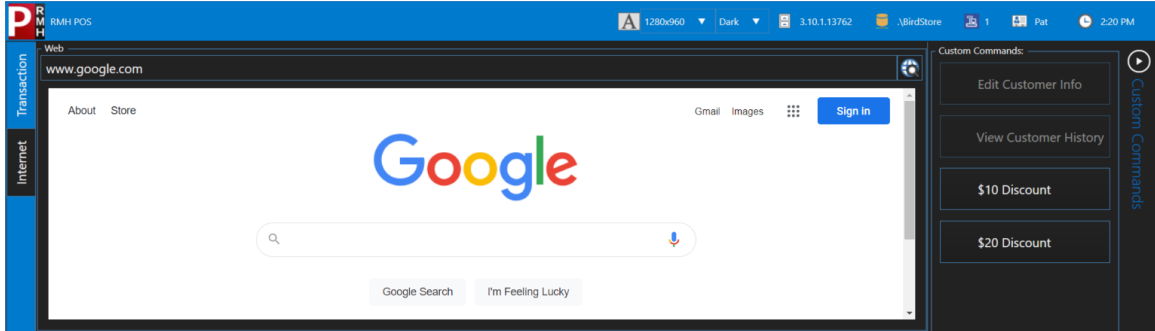 P RMH RMH POS
A 1280x960 Dark 3.10.1.13762 .\BirdStore 1 Pat 2:20 PM
Transaction
Internet
Web
www.google.com
About Store
Gmail Images Sign in
Google
Google Search I'm Feeling Lucky
Custom Commands:
Edit Customer Info
View Customer History
$10 Discount
$20 Discount
Custom Commands